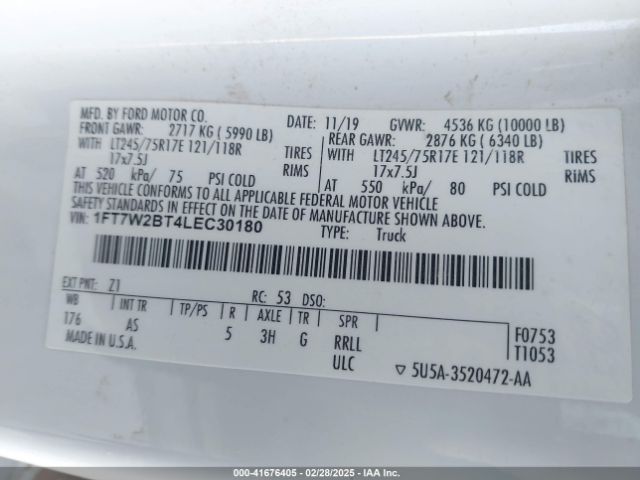 MFD. BY FORD MOTOR CO.
DATE: 11/19 GVWR: 4536 KG (10000 LB)
FRONT GAWR: 2717 KG ( 5990 LB) REAR GAWR: 2876 KG ( 6340 LB)
WITH LT245/75R17E 121/118R TIRES WITH LT245/75R17E 121/118R TIRES
17x7.5J RIMS 17x7.5J RIMS
AT 520 kPa/ 75 PSI COLD AT 550 kPa/ 80 PSI COLD
THIS VEHICLE CONFORMS TO ALL APPLICABLE FEDERAL MOTOR VEHICLE
SAFETY STANDARDS IN EFFECT ON THE DATE OF MANUFACTURE SHOWN ABOVE.
VIN: 1FT7W2BT4LEC30180
TYPE: Truck
EXT PNT: Z1 RC: 53 DSO:
WB INT TR TP/PS R AXLE TR SPR
176 AS 5 3H G RRLL F0753
ULC T1053
MADE IN U.S.A.
▽ 5U5A-3520472-AA
000-41676405 - 02/28/2025 - IAA Inc.